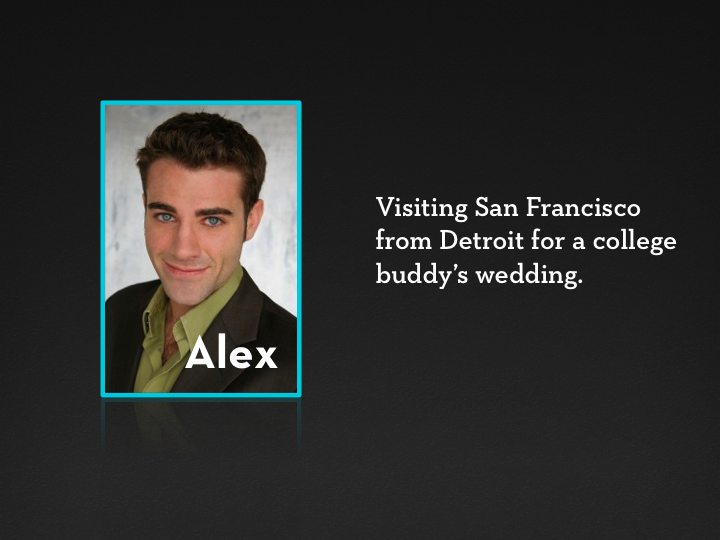 Visiting San Francisco
from Detroit for a college
buddy’s wedding.
Alex